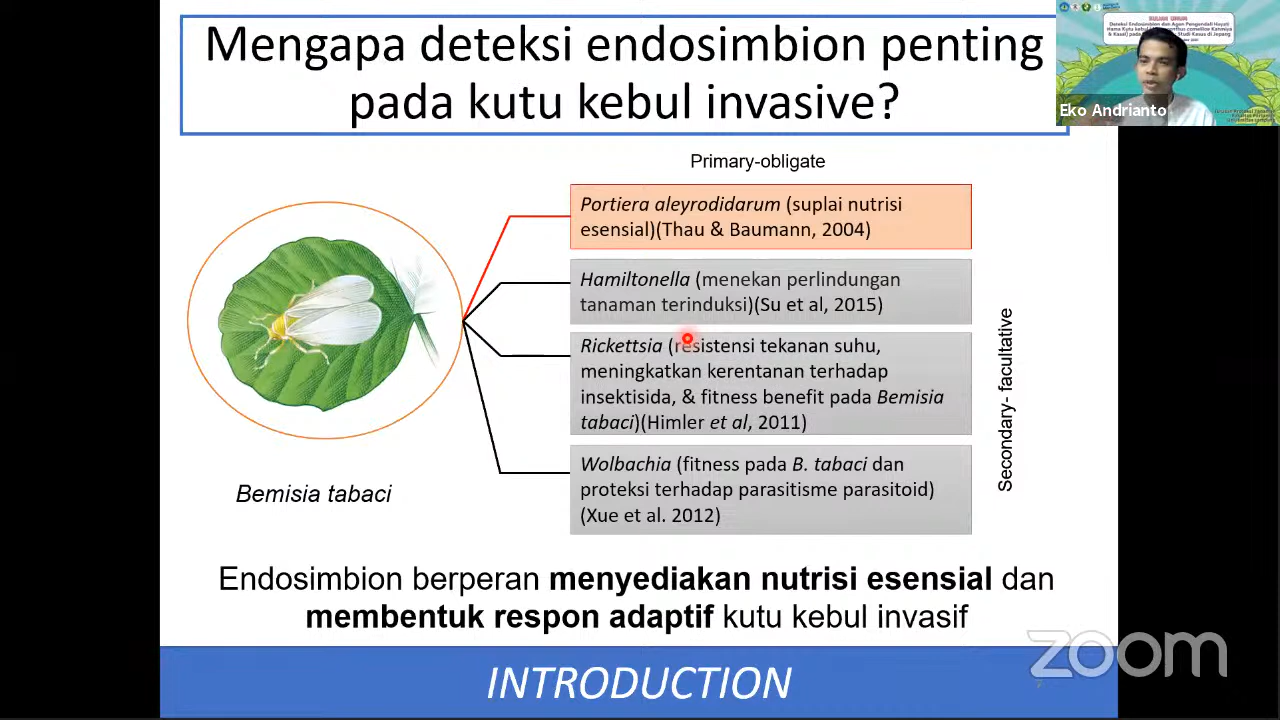 Mengapa deteksi endosimbion penting
pada kutu kebul invasive?
Eko Andrianto
Primary-obligate
Portiera aleyrodidarum (suplai nutrisi
esensial)(Thau & Baumann, 2004)
Hamiltonella (menekan perlindungan
tanaman terinduksi)(Su et al, 2015)
Rickettsia (resistensi tekanan suhu,
meningkatkan kerentanan terhadap
insektisida, & fitness benefit pada Bemisia
tabaci)(Himler et al, 2011)
Wolbachia (fitness pada B. tabaci dan
proteksi terhadap parasitisme parasitoid)
(Xue et al. 2012)
Secondary- facultative
Bemisia tabaci
Endosimbion berperan menyediakan nutrisi esensial dan
membentuk respon adaptif kutu kebul invasif
zoom
INTRODUCTION